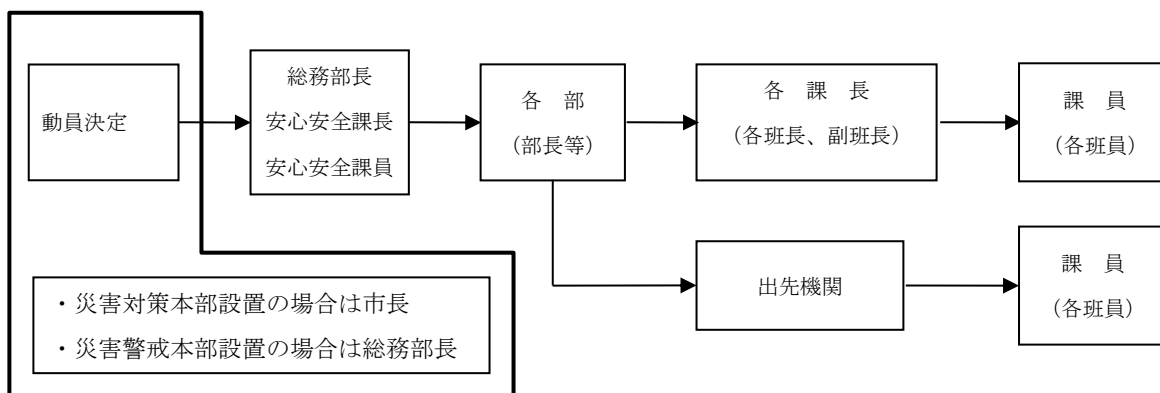 動員決定
総務部長
安心安全課長
安心安全課員
各　部
（部長等）
各　課　長
（各班長、副班長）
課　員
（各班員）
出先機関
課　員
（各班員）
・災害対策本部設置の場合は市長
・災害警戒本部設置の場合は総務部長